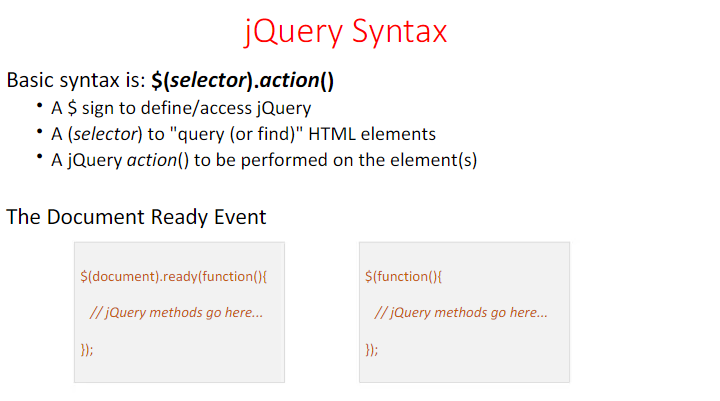 jQuery Syntax
Basic syntax is: $(selector).action()
• A $ sign to define/access jQuery
• A (selector) to "query (or find)" HTML elements
• A jQuery action() to be performed on the element(s)
The Document Ready Event
$(document).ready(function(){
// jQuery methods go here...
});
$(function(){
// jQuery methods go here...
});